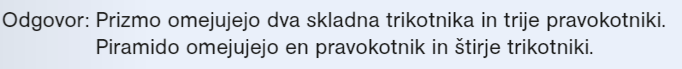 Odgovor: Prizmo omejujejo dva skladna trikotnika in trije pravokotniki.
Piramido omejujejo en pravokotnik in štirje trikotniki.